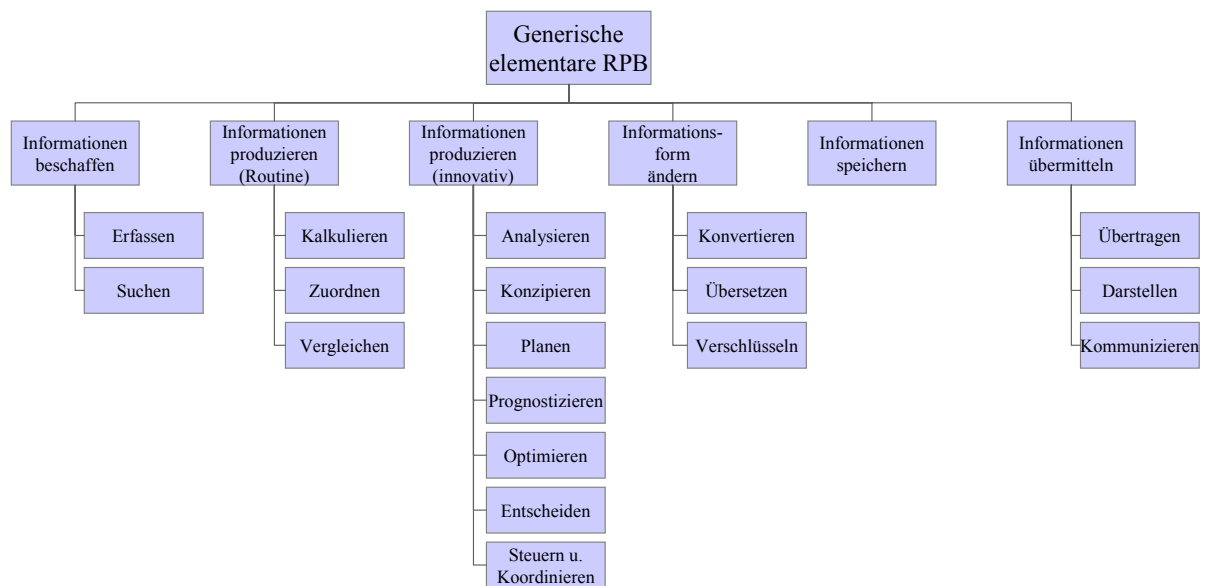 Generische
elementare RPB
Informationen
beschaffen
Informationen
produzieren
(Routine)
Informationen
produzieren
(innovativ)
Informations-
form
ändern
Informationen
speichern
Informationen
übermitteln
Erfassen
Suchen
Kalkulieren
Zuordnen
Vergleichen
Analysieren
Konzipieren
Planen
Prognostizieren
Optimieren
Entscheiden
Steuern u.
Koordinieren
Konvertieren
Übersetzen
Verschlüsseln
Übertragen
Darstellen
Kommunizieren